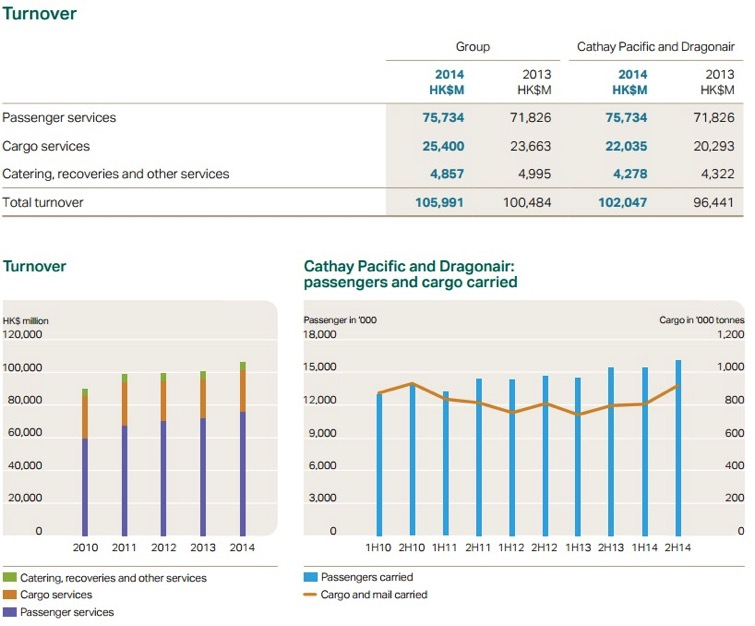 Turnover
Group Cathay Pacific and Dragonair
2014 2013 2014 2013
HK$M HK$M HK$M HK$M
Passenger services 75,734 71,826 75,734 71,826
Cargo services 25,400 23,663 22,035 20,293
Catering, recoveries and other services 4,857 4,995 4,278 4,322
Total turnover 105,991 100,484 102,047 96,441
Turnover
HK$ million
120,000
100,000
80,000
60,000
40,000
20,000
0
2010 2011 2012 2013 2014
Catering, recoveries and other services
Cargo services
Passenger services
Cathay Pacific and Dragonair:
passengers and cargo carried
Passenger in '000 Cargo in '000 tonnes
18,000 1,200
15,000 1,000
12,000 800
9,000 600
6,000 400
3,000 200
0 0
1H10 2H10 1H11 2H11 1H12 2H12 1H13 2H13 1H14 2H14
Passengers carried
Cargo and mail carried